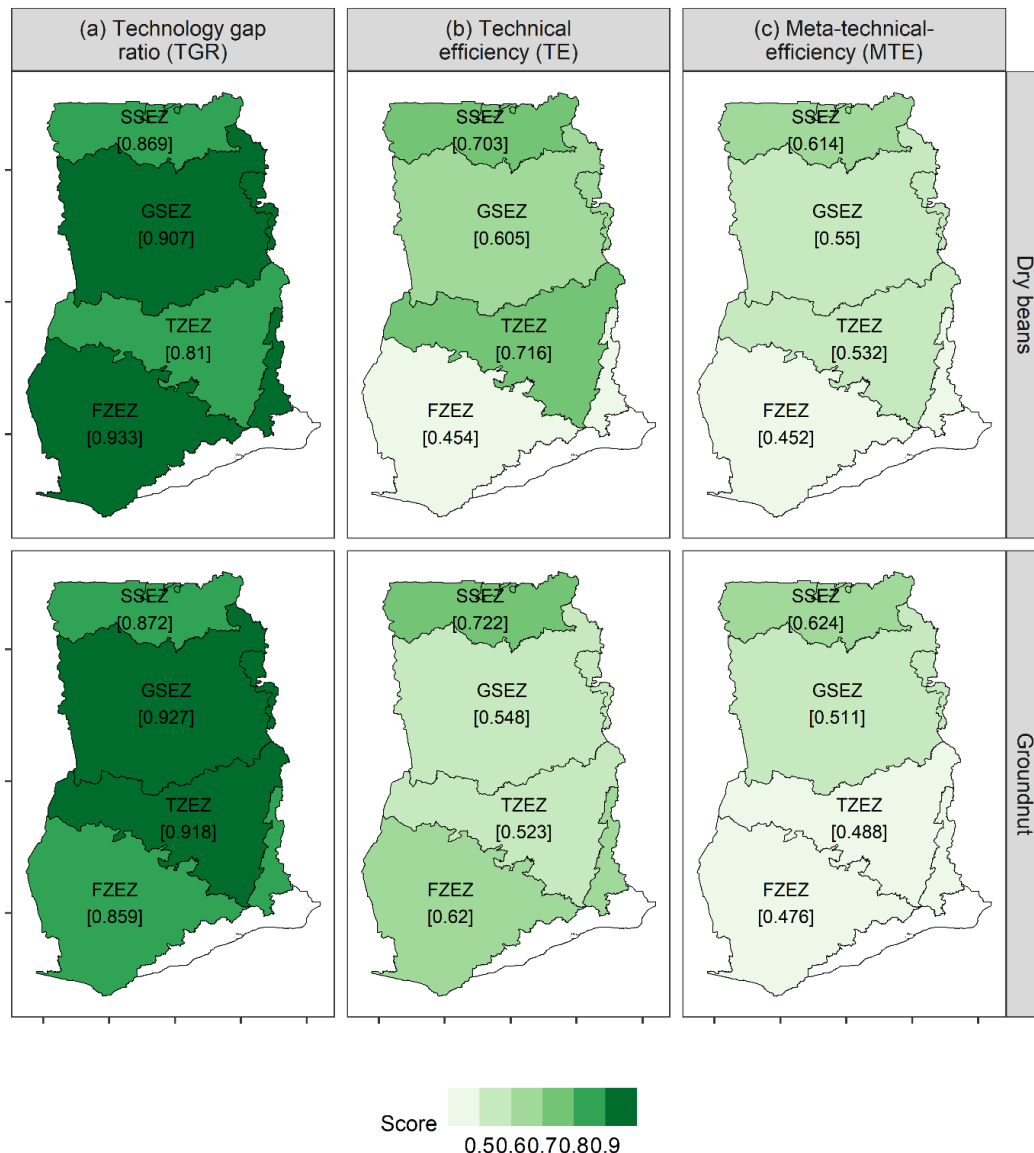 (a) Technology gap
ratio (TGR)
(b) Technical
efficiency (TE)
(c) Meta-technical-
efficiency (MTE)
SSEZ
[0.869]
GSEZ
[0.907]
TZEZ
[0.81]
FZEZ
[0.933]
SSEZ
[0.703]
GSEZ
[0.605]
TZEZ
[0.716]
FZEZ
[0.454]
SSEZ
[0.614]
GSEZ
[0.55]
TZEZ
[0.532]
FZEZ
[0.452]
Dry beans
SSEZ
[0.872]
GSEZ
[0.927]
TZEZ
[0.918]
FZEZ
[0.859]
SSEZ
[0.722]
GSEZ
[0.548]
TZEZ
[0.523]
FZEZ
[0.62]
SSEZ
[0.624]
GSEZ
[0.511]
TZEZ
[0.488]
FZEZ
[0.476]
Groundnut
Score
0.50.60.70.80.9